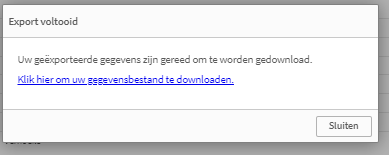 Export voltooid
Uw geëxporteerde gegevens zijn gereed om te worden gedownload.
Klik hier om uw gegevensbestand te downloaden.
Sluiten